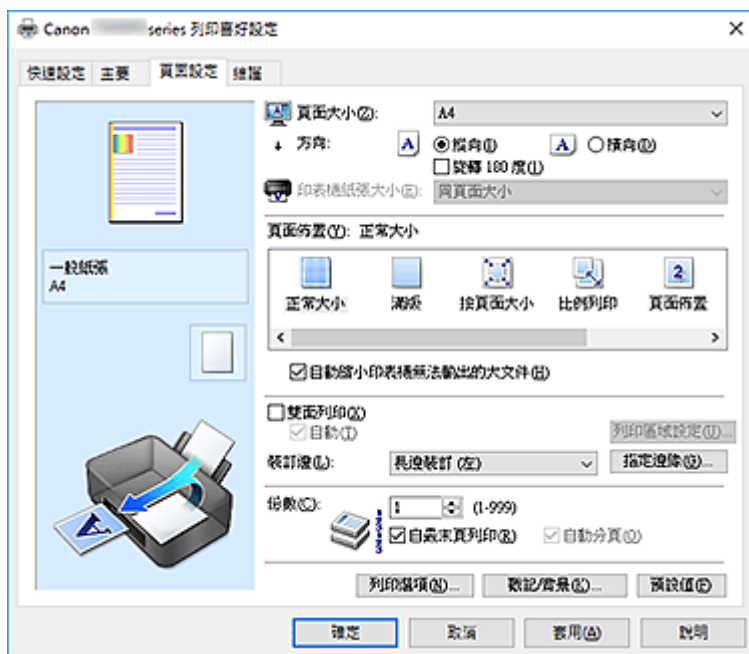 Canon series 列印喜好設定
快速設定 主要 頁面設定 維護
頁面大小(Z): A4
方向: A 縱向(I) A 橫向(D)
旋轉 180 度(J)
印表機紙張大小(E): 同頁面大小
頁面佈置(Y): 正常大小
一般紙張
A4
正常大小 滿版 按頁面大小 比例列印 頁面佈置
2
自動縮小印表機無法輸出的大文件(H)
雙面列印(X)
自動(T) 列印區域設定(U)...
裝訂邊(L): 長邊裝訂 (左) 指定邊際(G)...
份數(C): 1 (1-999)
自最末頁列印(R) 自動分頁(O)
A
列印選項(N)... 戳記/背景(K)... 預設值(F)
確定 取消 套用(A) 說明